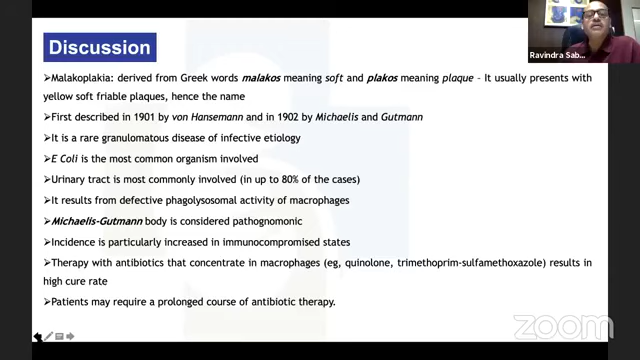 Discussion
➢Malakoplakia: derived from Greek words malakos meaning soft and plakos meaning plaque – It usually presents with
yellow soft friable plaques, hence the name
➢First described in 1901 by von Hansemann and in 1902 by Michaelis and Gutmann
➢It is a rare granulomatous disease of infective etiology
➢E Coli is the most common organism involved
➢Urinary tract is most commonly involved (in up to 80% of the cases)
➢It results from defective phagolysosomal activity of macrophages
➢Michaelis-Gutmann body is considered pathognomonic
➢Incidence is particularly increased in immunocompromised states
➢Therapy with antibiotics that concentrate in macrophages (eg, quinolone, trimethoprim-sulfamethoxazole) results in
high cure rate
➢Patients may require a prolonged course of antibiotic therapy.
Ravindra Sab...
zoom